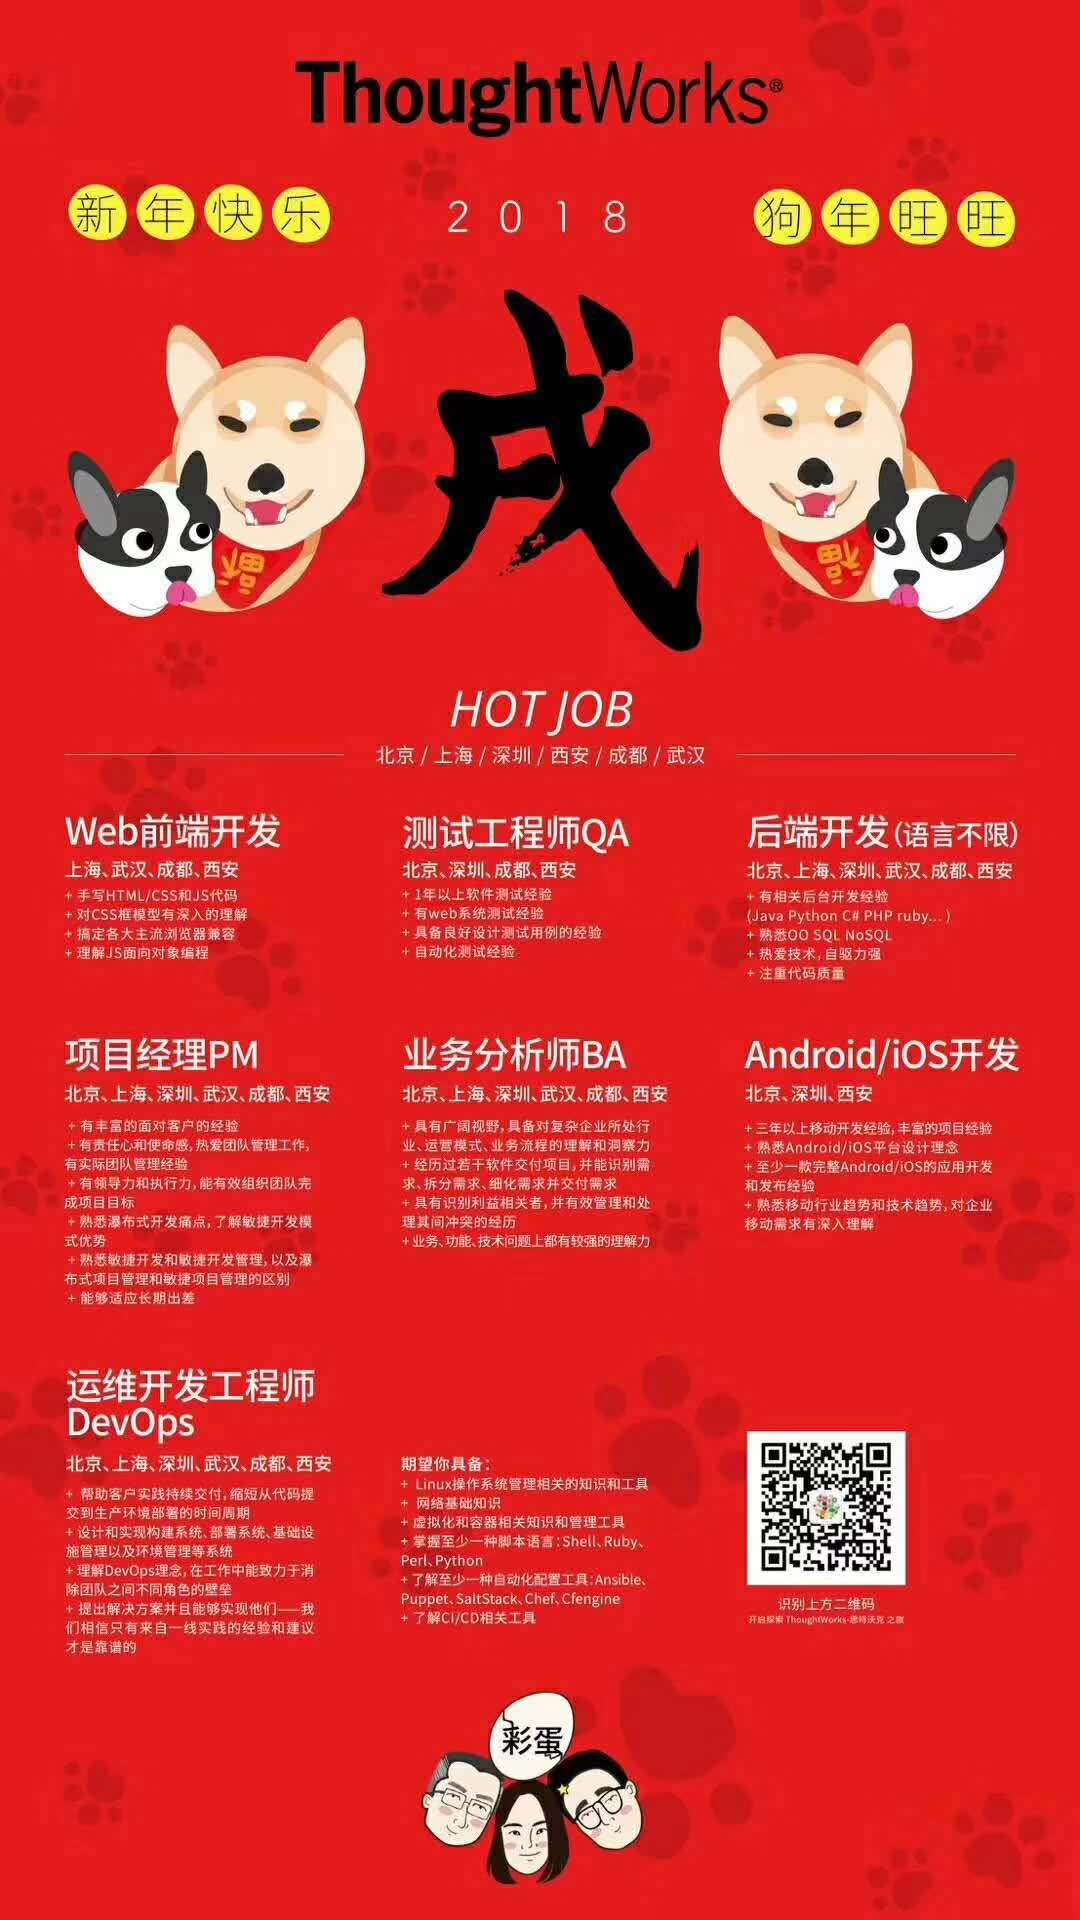 ThoughtWorks®
新年快乐
2018
狗年旺旺
戌
福
福
HOT JOB
北京 / 上海 / 深圳 / 西安 / 成都 / 武汉
Web前端开发
上海、武汉、成都、西安
+ 手写HTML/CSS和JS代码
+ 对CSS框模型有深入的理解
+ 搞定各大主流浏览器兼容
+ 理解JS面向对象编程
测试工程师QA
北京、深圳、成都、西安
+ 1年以上软件测试经验
+ 有web系统测试经验
+ 具备良好设计测试用例的经验
+ 自动化测试经验
后端开发(语言不限)
北京、上海、深圳、武汉、成都、西安
+ 有相关后台开发经验
(Java Python C# PHP ruby... )
+ 熟悉OO SQL NoSQL
+ 热爱技术,自驱力强
+ 注重代码质量
项目经理PM
北京、上海、深圳、武汉、成都、西安
+ 有丰富的面对客户的经验
+ 有责任心和使命感,热爱团队管理工作,
有实际团队管理经验
+ 有领导力和执行力,能有效组织团队完
成项目目标
+ 熟悉瀑布式开发痛点,了解敏捷开发模
式优势
+ 熟悉敏捷开发和敏捷开发管理,以及瀑
布式项目管理和敏捷项目管理的区别
+ 能够适应长期出差
业务分析师BA
北京、上海、深圳、武汉、成都、西安
+ 具有广阔视野,具备对复杂企业所处行
业、运营模式、业务流程的理解和洞察力
+ 经历过若干软件交付项目,并能识别需
求、拆分需求、细化需求并交付需求
+ 具有识别利益相关者,并有效管理和处
理其间冲突的经历
+ 业务、功能、技术问题上都有较强的理解力
Android/iOS开发
北京、深圳、西安
+ 三年以上移动开发经验,丰富的项目经验
+ 熟悉Android/iOS平台设计理念
+ 至少一款完整Android/iOS的应用开发
和发布经验
+ 熟悉移动行业趋势和技术趋势,对企业
移动需求有深入理解
运维开发工程师
DevOps
北京、上海、深圳、武汉、成都、西安
+ 帮助客户实践持续交付,缩短从代码提
交到生产环境部署的时间周期
+ 设计和实现构建系统、部署系统、基础设
施管理以及环境管理等系统
+ 理解DevOps理念,在工作中能致力于消
除团队之间不同角色的壁垒
+ 提出解决方案并且能够实现他们——我
们相信只有来自一线实践的经验和建议
才是靠谱的
期望你具备:
+ Linux操作系统管理相关的知识和工具
+ 网络基础知识
+ 虚拟化和容器相关知识和管理工具
+ 掌握至少一种脚本语言:Shell、Ruby、
Perl、Python
+ 了解至少一种自动化配置工具:Ansible、
Puppet、SaltStack、Chef、Cfengine
+ 了解CI/CD相关工具
识别上方二维码
开启探索 ThoughtWorks-思特沃克 之旅
彩蛋